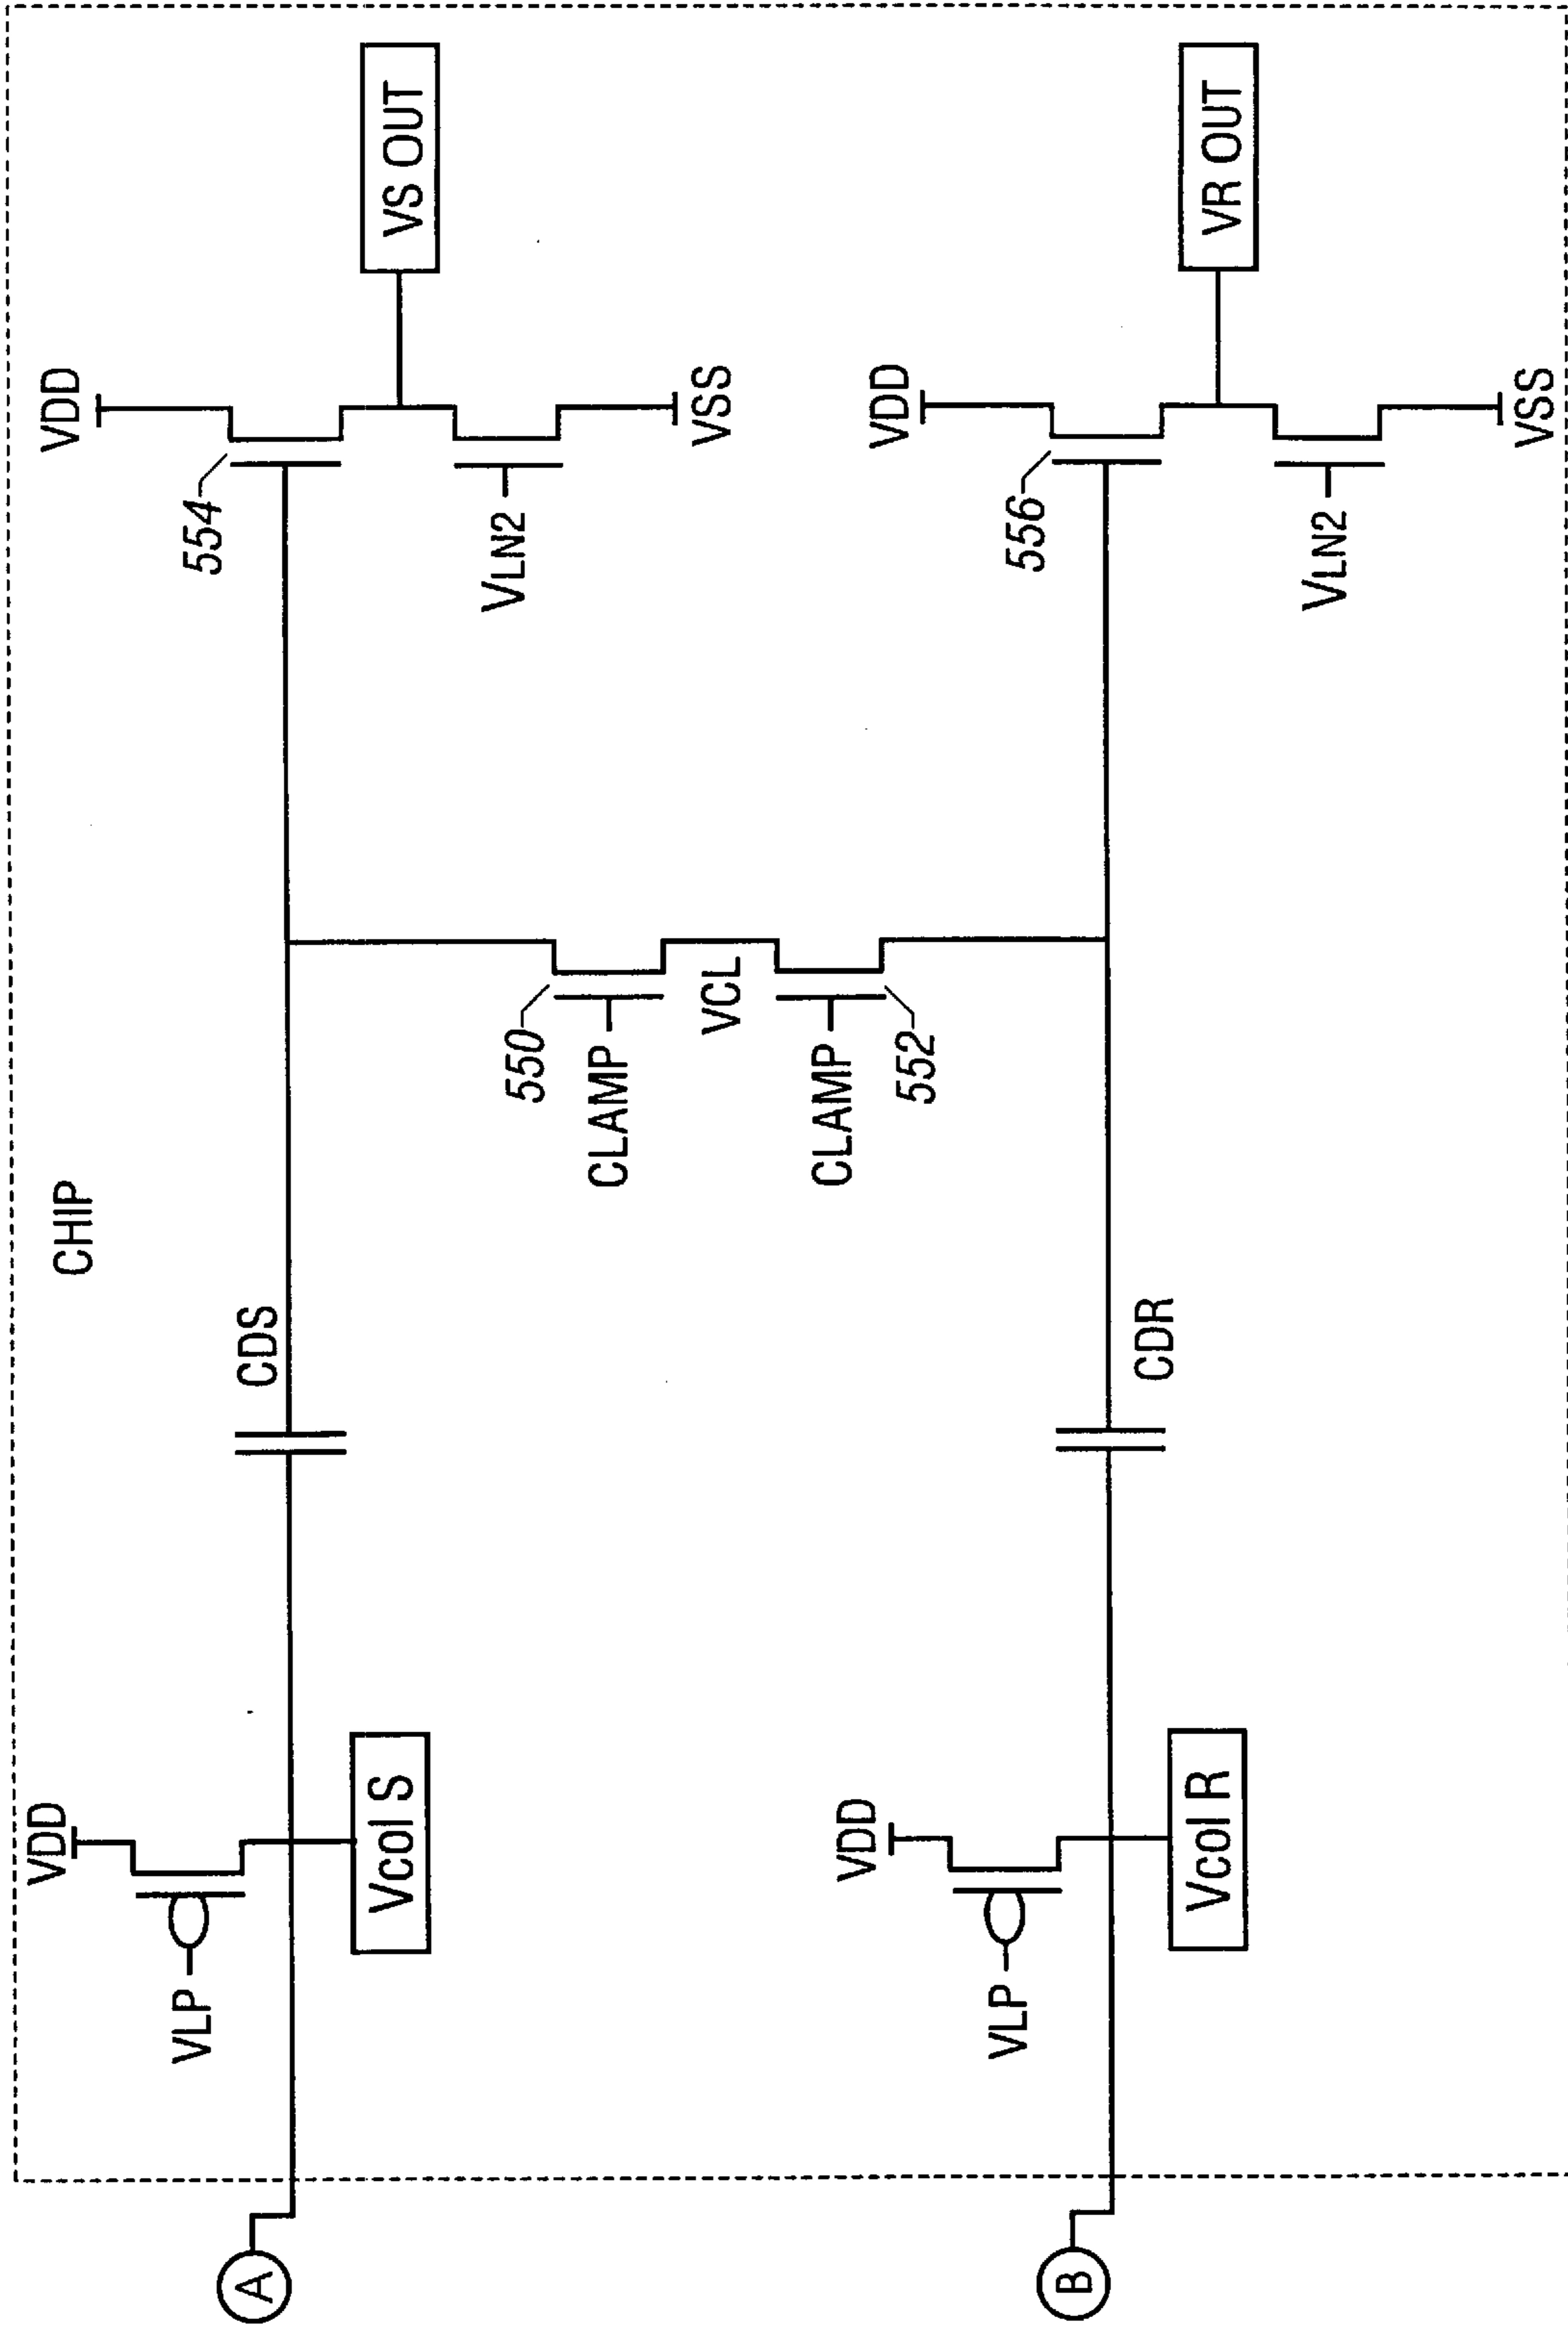 CHIP
VDD
VLP
Vcol S
A
CDS
VDD
554
VS OUT
VLN2
VSS
550
CLAMP
VCL
CLAMP
552
VDD
VLP
Vcol R
B
CDR
VDD
556
VR OUT
VLN2
VSS